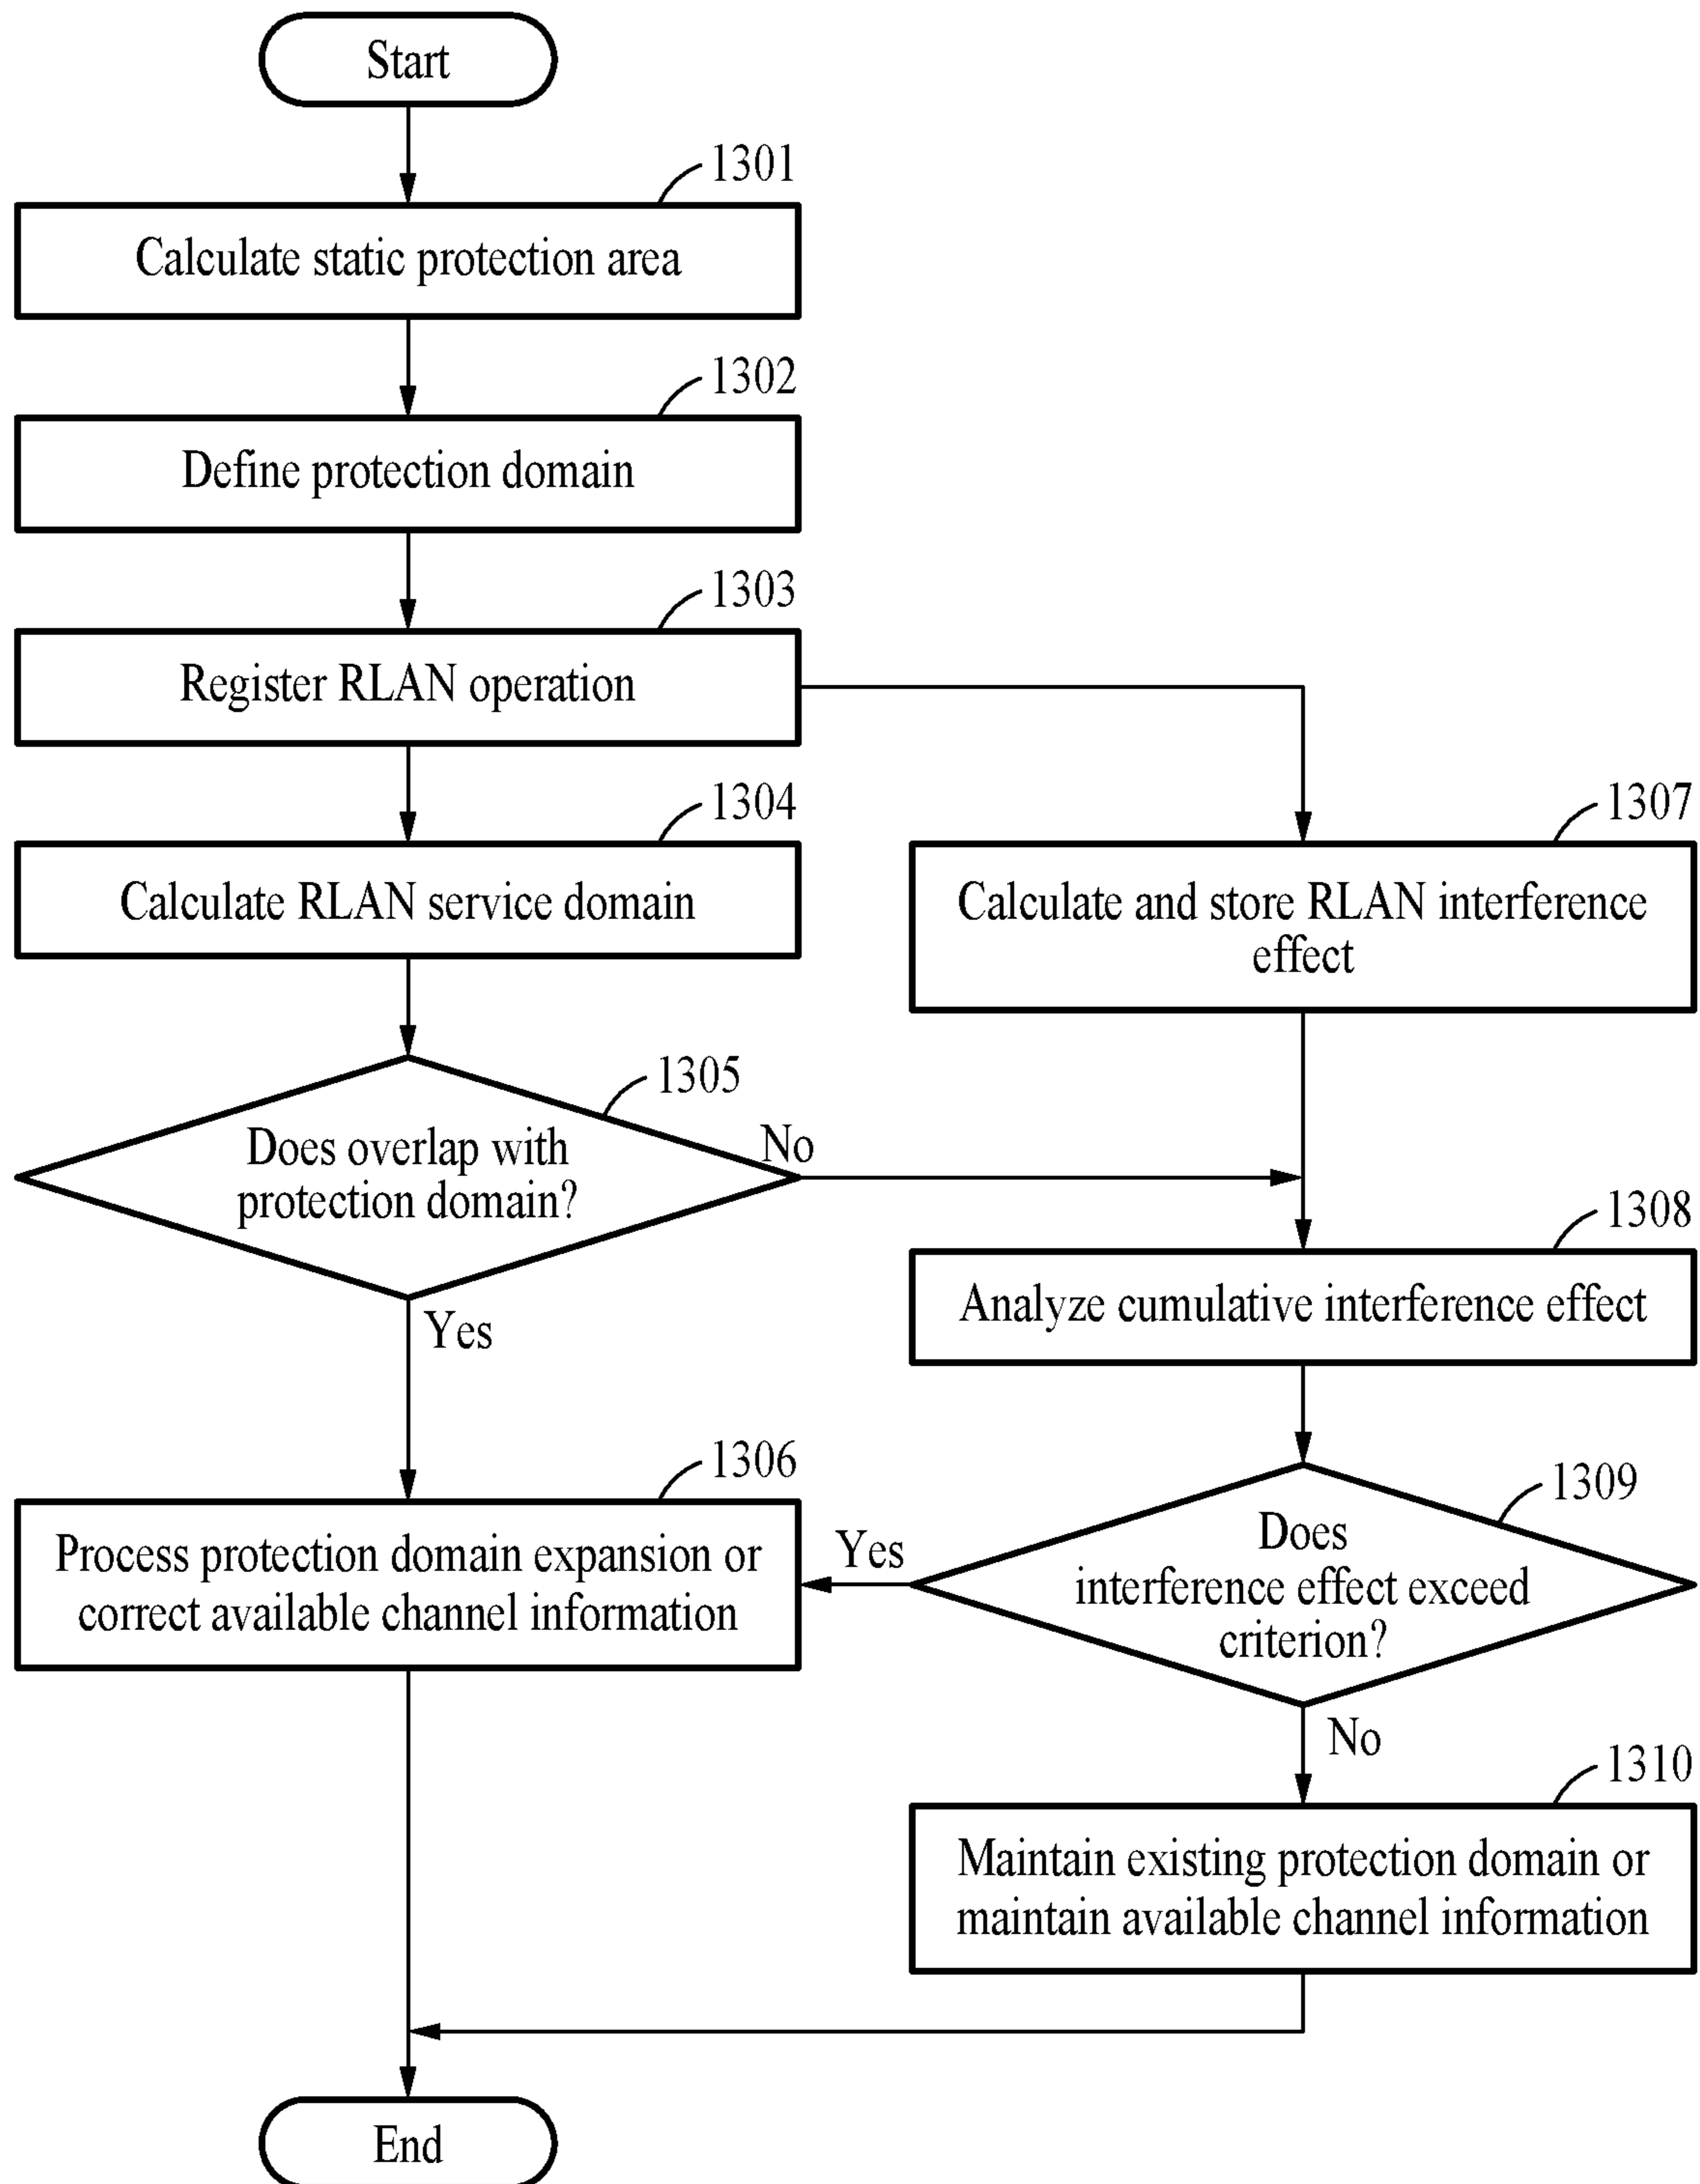 Start
1301
Calculate static protection area
1302
Define protection domain
1303
Register RLAN operation
1304
Calculate RLAN service domain
1307
Calculate and store RLAN interference
effect
1305
Does overlap with
protection domain?
No
Yes
1308
Analyze cumulative interference effect
1306
Process protection domain expansion or
correct available channel information
1309
Does
interference effect exceed
criterion?
Yes
No
1310
Maintain existing protection domain or
maintain available channel information
End